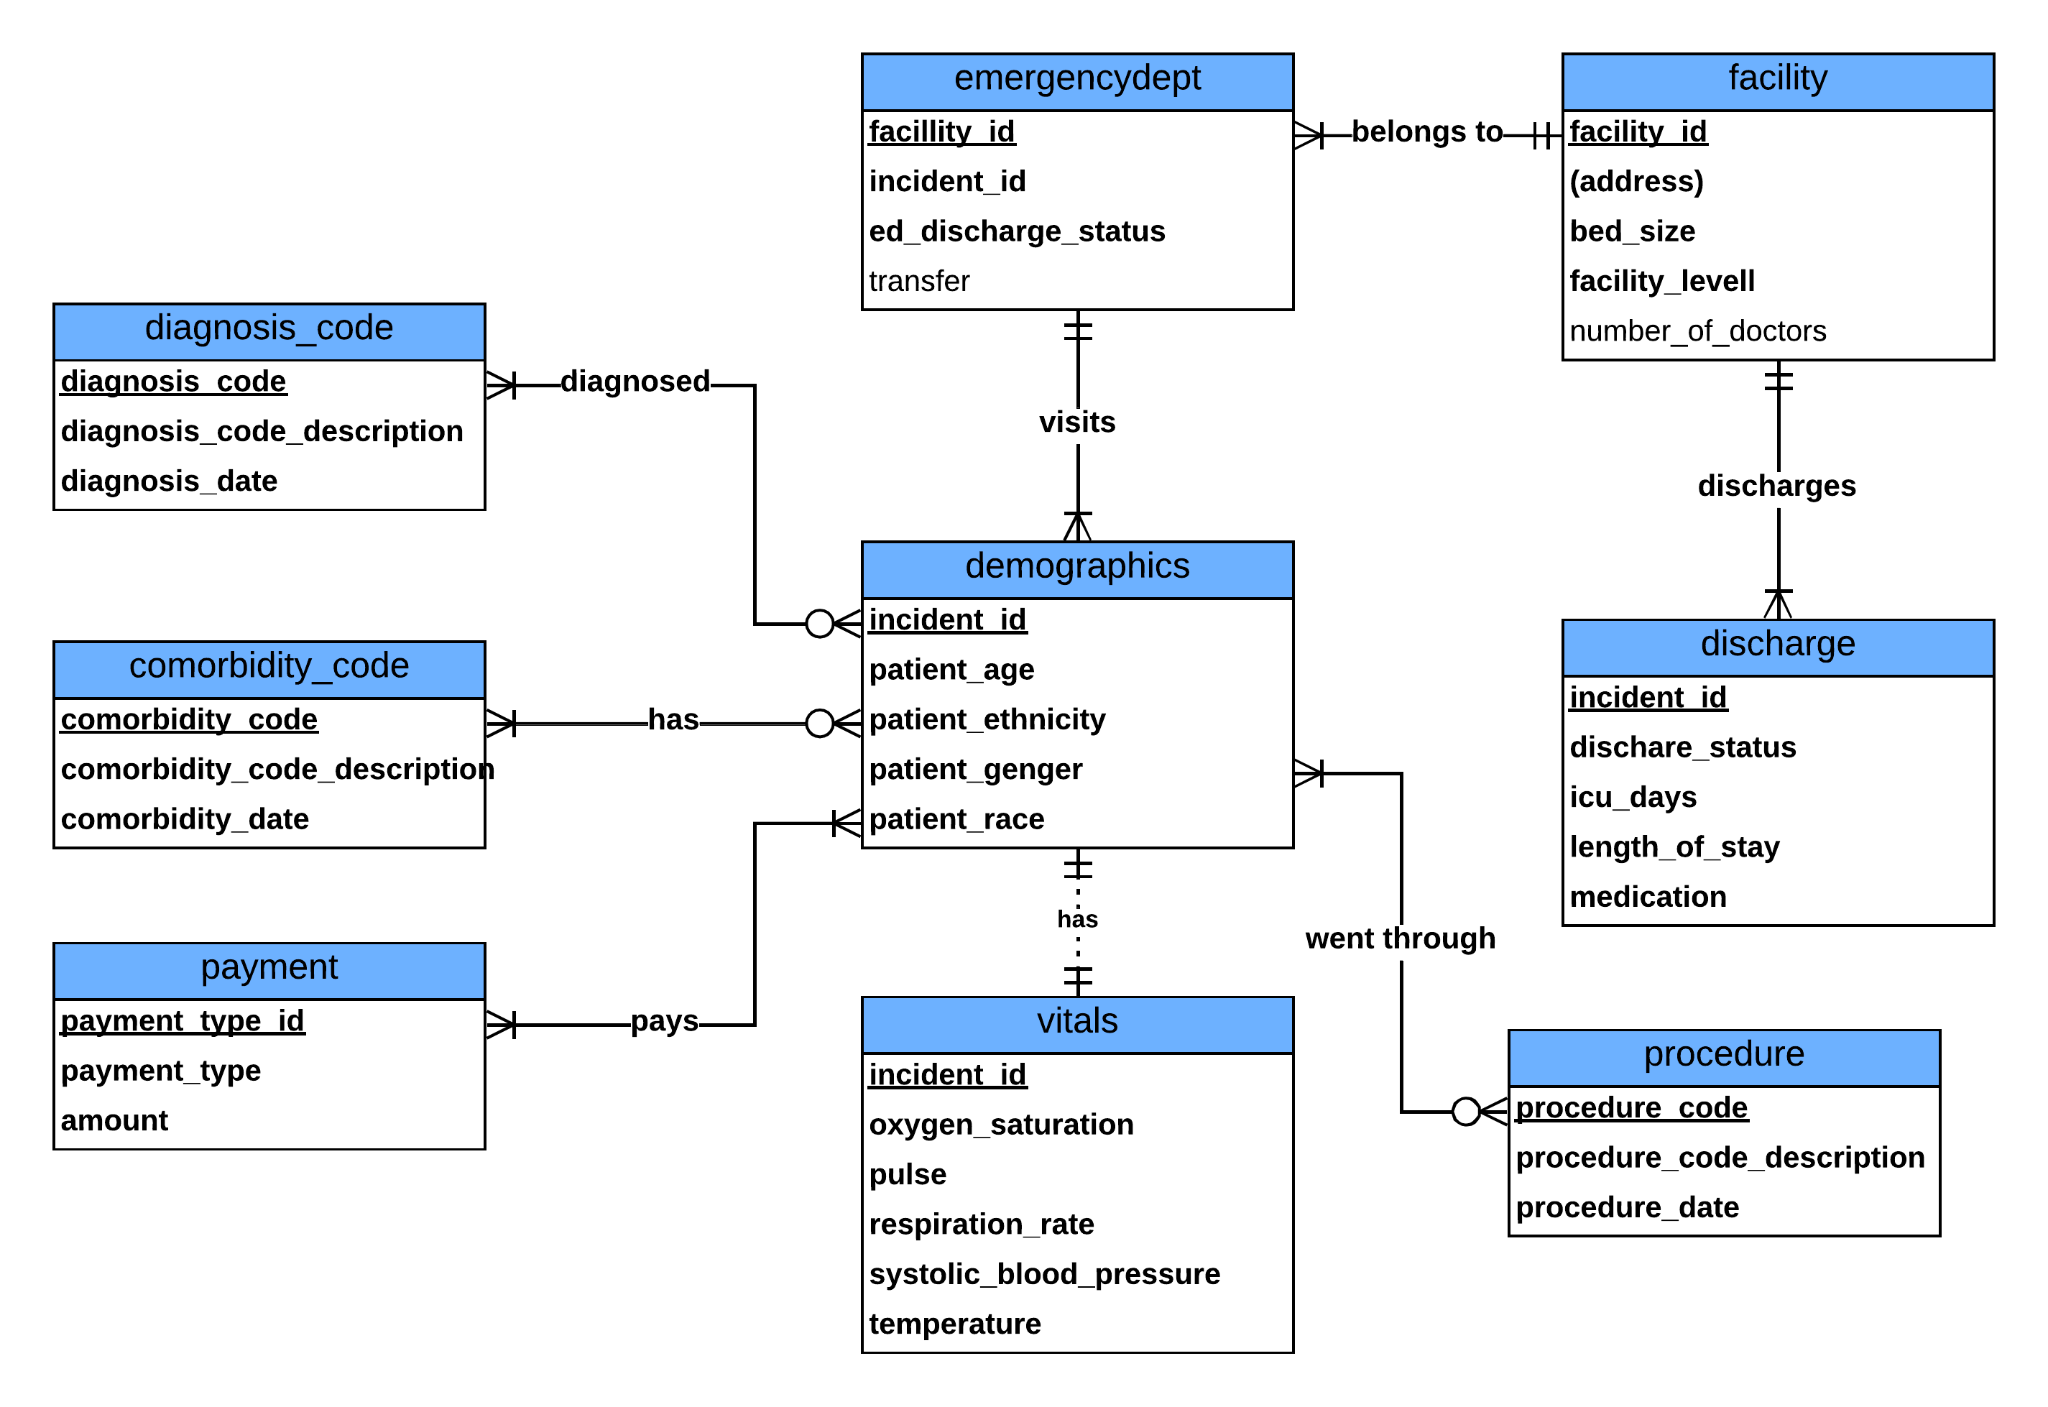 emergencydept
facillity_id
incident_id
ed_discharge_status
transfer
belongs to
facility
facility_id
(address)
bed_size
facility_levell
number_of_doctors
diagnosis_code
diagnosis_code
diagnosis_code_description
diagnosis_date
diagnosed
visits
discharges
demographics
incident_id
patient_age
patient_ethnicity
patient_genger
patient_race
comorbidity_code
comorbidity_code
comorbidity_code_description
comorbidity_date
has
discharge
incident_id
dischare_status
icu_days
length_of_stay
medication
payment
payment_type_id
payment_type
amount
pays
has
went through
vitals
incident_id
oxygen_saturation
pulse
respiration_rate
systolic_blood_pressure
temperature
procedure
procedure_code
procedure_code_description
procedure_date